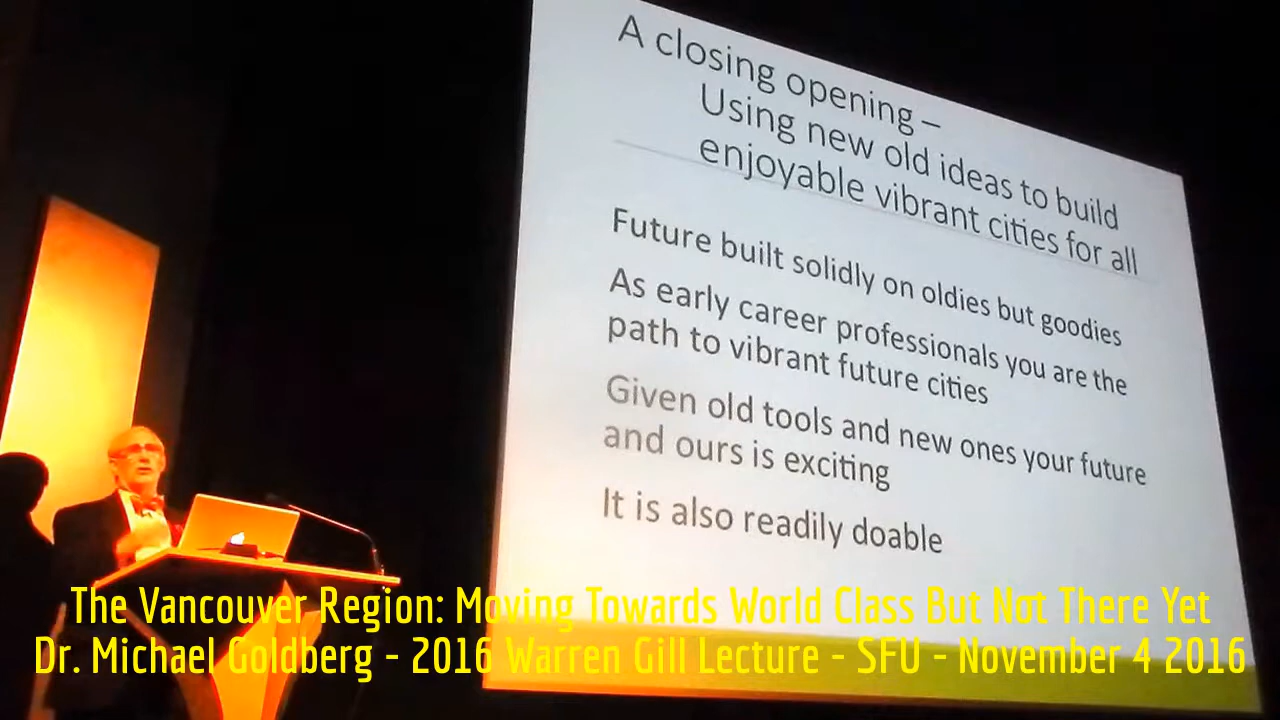 A closing opening –
Using new old ideas to build
enjoyable vibrant cities for all
Future built solidly on oldies but goodies
As early career professionals you are the
path to vibrant future cities
Given old tools and new ones your future
and ours is exciting
It is also readily doable
The Vancouver Region: Moving Towards World Class But Not There Yet
Dr. Michael Goldberg - 2016 Warren Gill Lecture - SFU - November 4 2016